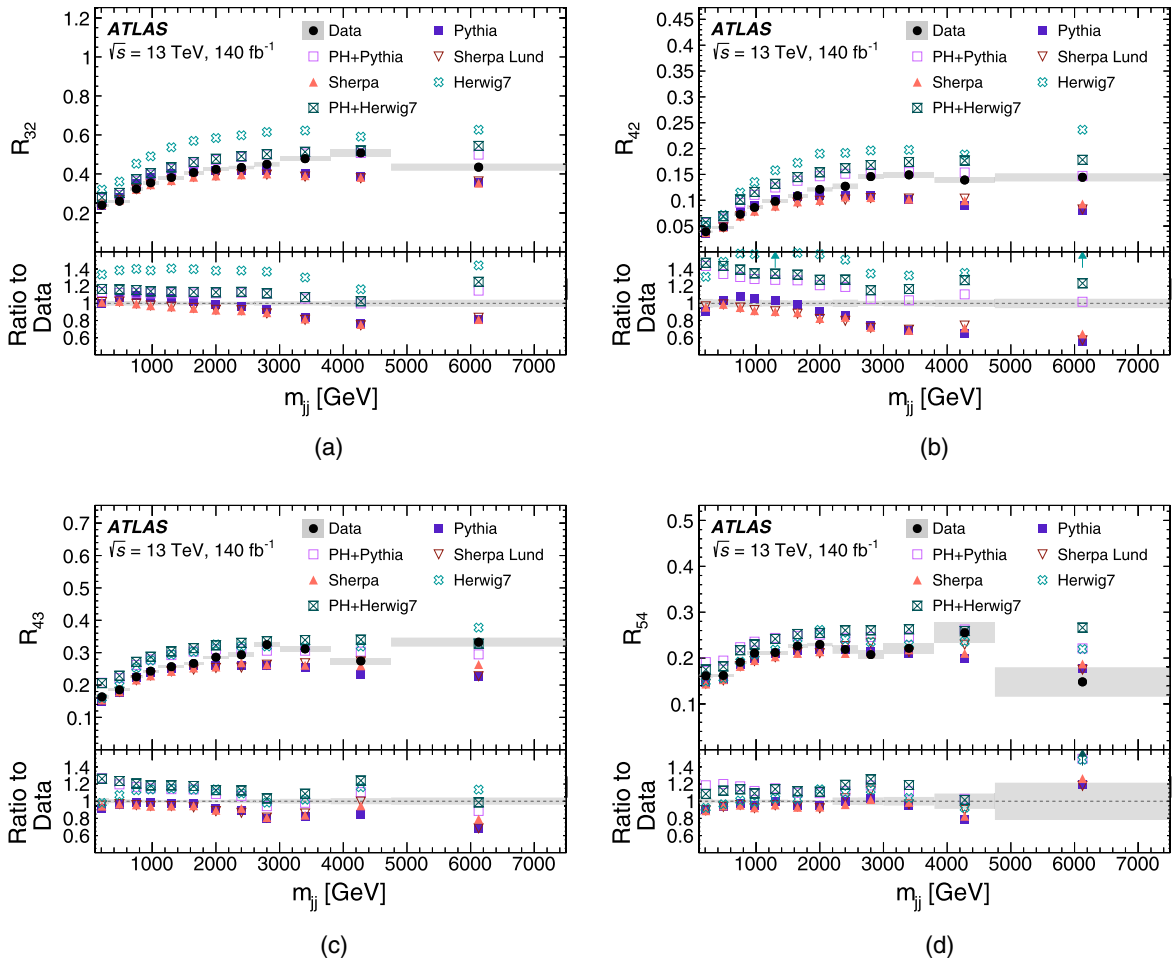 ATLAS
√s = 13 TeV, 140 fb⁻¹
Data
Pythia
PH+Pythia
Sherpa Lund
Sherpa
Herwig7
PH+Herwig7
R₃₂
1.2
1
0.8
0.6
0.4
0.2
Ratio to Data
1.4
1.2
1
0.8
0.6
1000 2000 3000 4000 5000 6000 7000
m_jj [GeV]
(a)
ATLAS
√s = 13 TeV, 140 fb⁻¹
Data
Pythia
PH+Pythia
Sherpa Lund
Sherpa
Herwig7
PH+Herwig7
R₄₂
0.45
0.4
0.35
0.3
0.25
0.2
0.15
0.1
0.05
Ratio to Data
1.4
1.2
1
0.8
0.6
1000 2000 3000 4000 5000 6000 7000
m_jj [GeV]
(b)
ATLAS
√s = 13 TeV, 140 fb⁻¹
Data
Pythia
PH+Pythia
Sherpa Lund
Sherpa
Herwig7
PH+Herwig7
R₄₃
0.7
0.6
0.5
0.4
0.3
0.2
0.1
Ratio to Data
1.4
1.2
1
0.8
0.6
1000 2000 3000 4000 5000 6000 7000
m_jj [GeV]
(c)
ATLAS
√s = 13 TeV, 140 fb⁻¹
Data
Pythia
PH+Pythia
Sherpa Lund
Sherpa
Herwig7
PH+Herwig7
R₅₄
0.5
0.4
0.3
0.2
0.1
Ratio to Data
1.4
1.2
1
0.8
0.6
1000 2000 3000 4000 5000 6000 7000
m_jj [GeV]
(d)